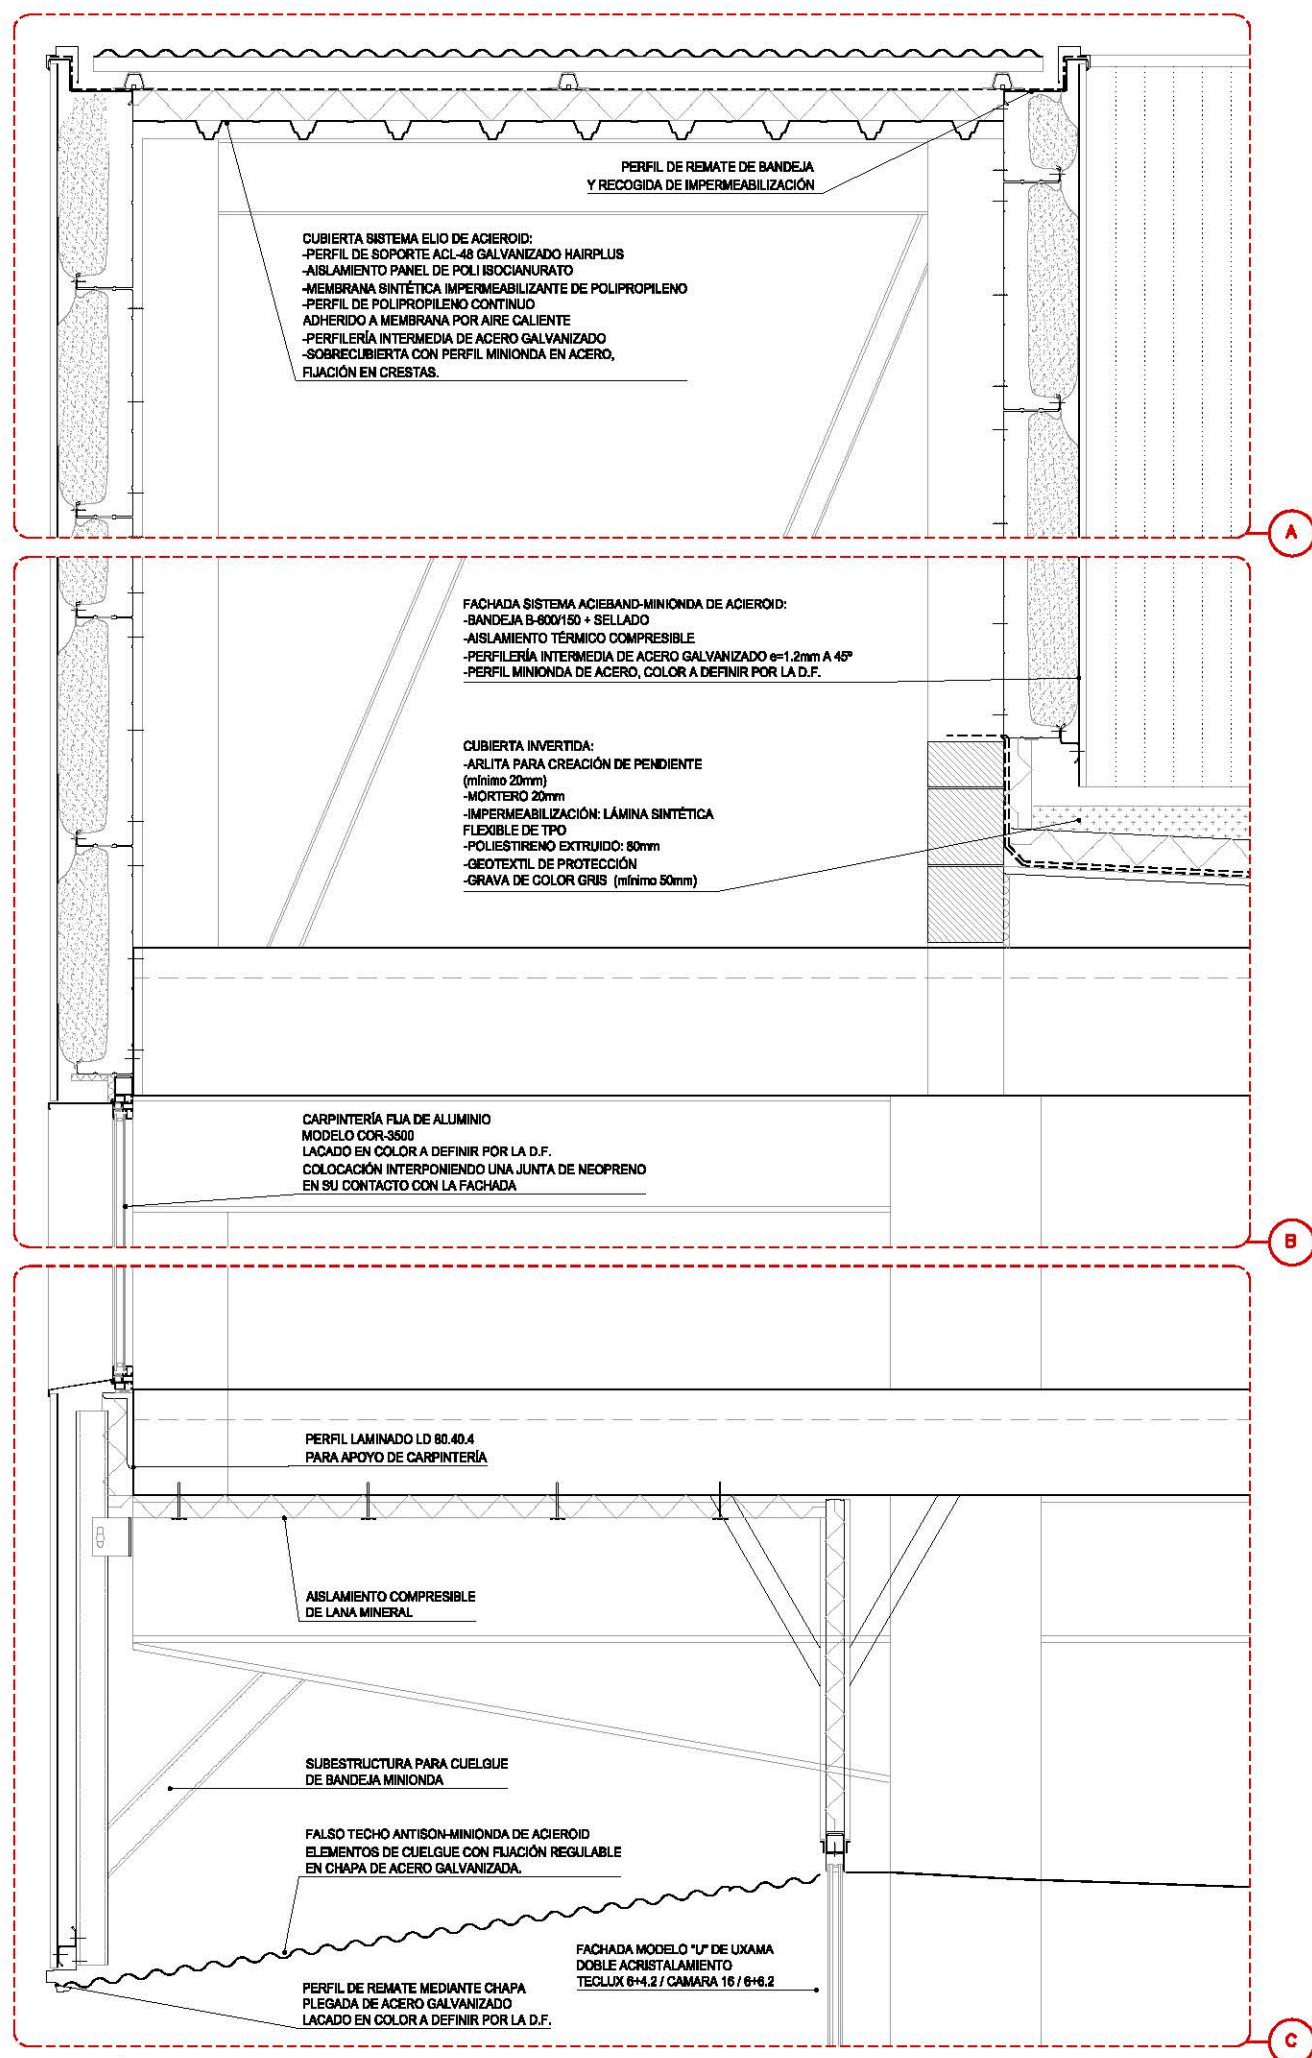 PERFIL DE REMATE DE BANDEJA
Y RECOGIDA DE IMPERMEABILIZACIÓN
CUBIERTA SISTEMA ELIO DE ACIEROID:
-PERFIL DE SOPORTE ACL-48 GALVANIZADO HAIRPLUS
-AISLAMIENTO PANEL DE POLI ISOCIANURATO
-MEMBRANA SINTÉTICA IMPERMEABILIZANTE DE POLIPROPILENO
-PERFIL DE POLIPROPILENO CONTINUO
ADHERIDO A MEMBRANA POR AIRE CALIENTE
-PERFILERÍA INTERMEDIA DE ACERO GALVANIZADO
-SOBRECUBIERTA CON PERFIL MINIONDA EN ACERO,
FIJACIÓN EN CRESTAS.
A
FACHADA SISTEMA ACIEBAND-MINIONDA DE ACIEROID:
-BANDEJA B-600/150 + SELLADO
-AISLAMIENTO TÉRMICO COMPRESIBLE
-PERFILERÍA INTERMEDIA DE ACERO GALVANIZADO e=1.2mm A 45º
-PERFIL MINIONDA DE ACERO, COLOR A DEFINIR POR LA D.F.
CUBIERTA INVERTIDA:
-ARLITA PARA CREACIÓN DE PENDIENTE
(mínimo 20mm)
-MORTERO 20mm
-IMPERMEABILIZACIÓN: LÁMINA SINTÉTICA
FLEXIBLE DE TPO
-POLIESTIRENO EXTRUIDO: 80mm
-GEOTEXTIL DE PROTECCIÓN
-GRAVA DE COLOR GRIS (mínimo 50mm)
CARPINTERÍA FIJA DE ALUMINIO
MODELO COR-3500
LACADO EN COLOR A DEFINIR POR LA D.F.
COLOCACIÓN INTERPONIENDO UNA JUNTA DE NEOPRENO
EN SU CONTACTO CON LA FACHADA
B
PERFIL LAMINADO LD 80.40.4
PARA APOYO DE CARPINTERÍA
AISLAMIENTO COMPRESIBLE
DE LANA MINERAL
SUBESTRUCTURA PARA CUELGUE
DE BANDEJA MINIONDA
FALSO TECHO ANTISON-MINIONDA DE ACIEROID
ELEMENTOS DE CUELGUE CON FIJACIÓN REGULABLE
EN CHAPA DE ACERO GALVANIZADA.
FACHADA MODELO "U" DE UXAMA
DOBLE ACRISTALAMIENTO
TECLUX 6+4.2 / CAMARA 16 / 6+6.2
PERFIL DE REMATE MEDIANTE CHAPA
PLEGADA DE ACERO GALVANIZADO
LACADO EN COLOR A DEFINIR POR LA D.F.
C